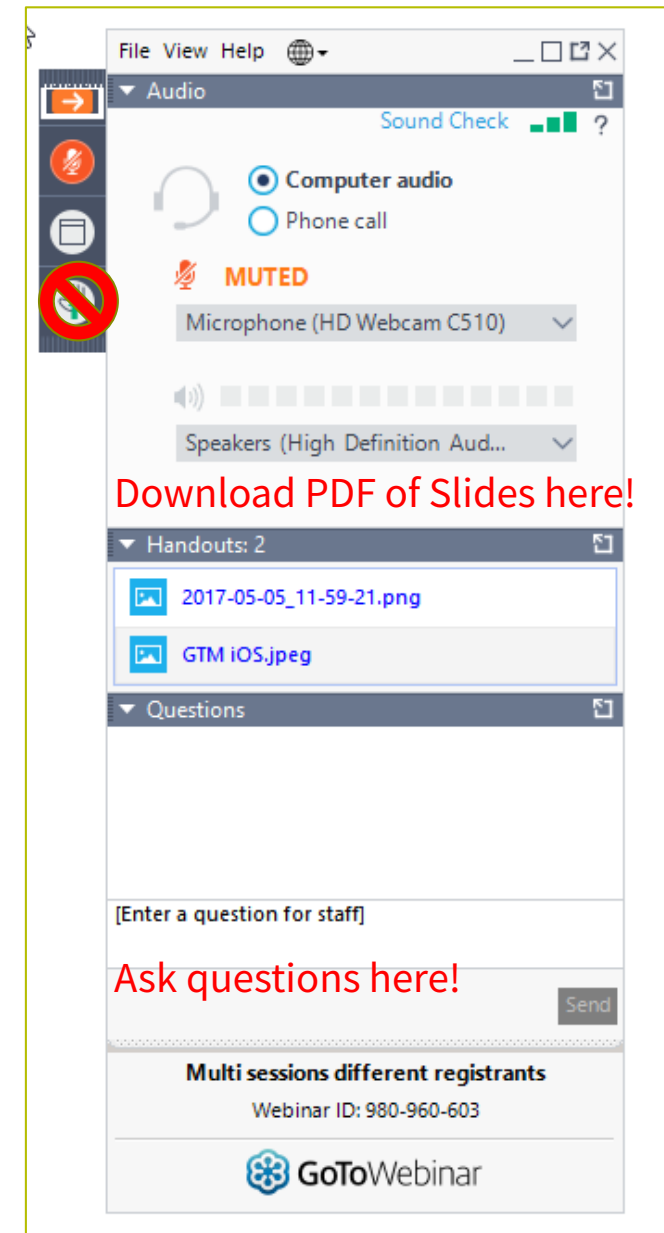 File View Help
Audio
Sound Check ?
Computer audio
Phone call
MUTED
Microphone (HD Webcam C510)
Speakers (High Definition Aud...
Download PDF of Slides here!
Handouts: 2
2017-05-05_11-59-21.png
GTM iOS.jpeg
Questions
[Enter a question for staff]
Ask questions here!
Send
Multi sessions different registrants
Webinar ID: 980-960-603
GoToWebinar